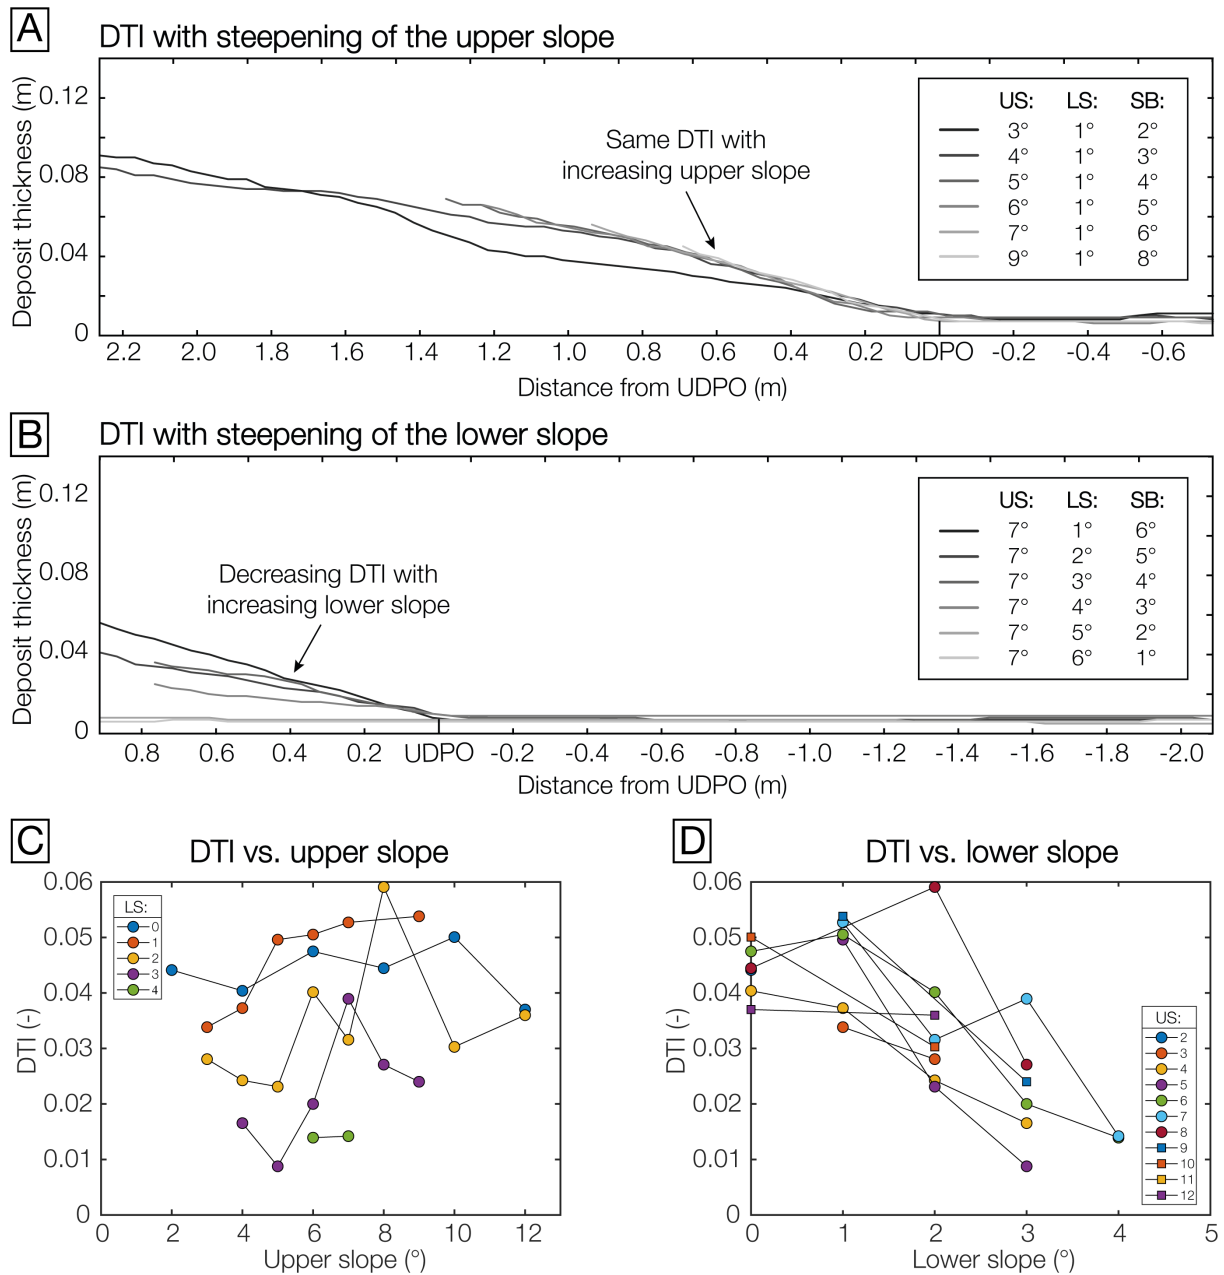 A
DTI with steepening of the upper slope
Deposit thickness (m)
0.12
0.08
0.04
0
Same DTI with
increasing upper slope
US: LS: SB:
3° 1° 2°
4° 1° 3°
5° 1° 4°
6° 1° 5°
7° 1° 6°
9° 1° 8°
2.2 2.0 1.8 1.6 1.4 1.2 1.0 0.8 0.6 0.4 0.2 UDPO -0.2 -0.4 -0.6
Distance from UDPO (m)
B
DTI with steepening of the lower slope
Deposit thickness (m)
0.12
0.08
0.04
0
Decreasing DTI with
increasing lower slope
US: LS: SB:
7° 1° 6°
7° 2° 5°
7° 3° 4°
7° 4° 3°
7° 5° 2°
7° 6° 1°
0.8 0.6 0.4 0.2 UDPO -0.2 -0.4 -0.6 -0.8 -1.0 -1.2 -1.4 -1.6 -1.8 -2.0
Distance from UDPO (m)
C
DTI vs. upper slope
DTI (-)
0.06
0.05
0.04
0.03
0.02
0.01
0
LS:
0
1
2
3
4
0 2 4 6 8 10 12
Upper slope (°)
D
DTI vs. lower slope
DTI (-)
0.06
0.05
0.04
0.03
0.02
0.01
0
US:
2
3
4
5
6
7
8
9
10
11
12
0 1 2 3 4 5
Lower slope (°)